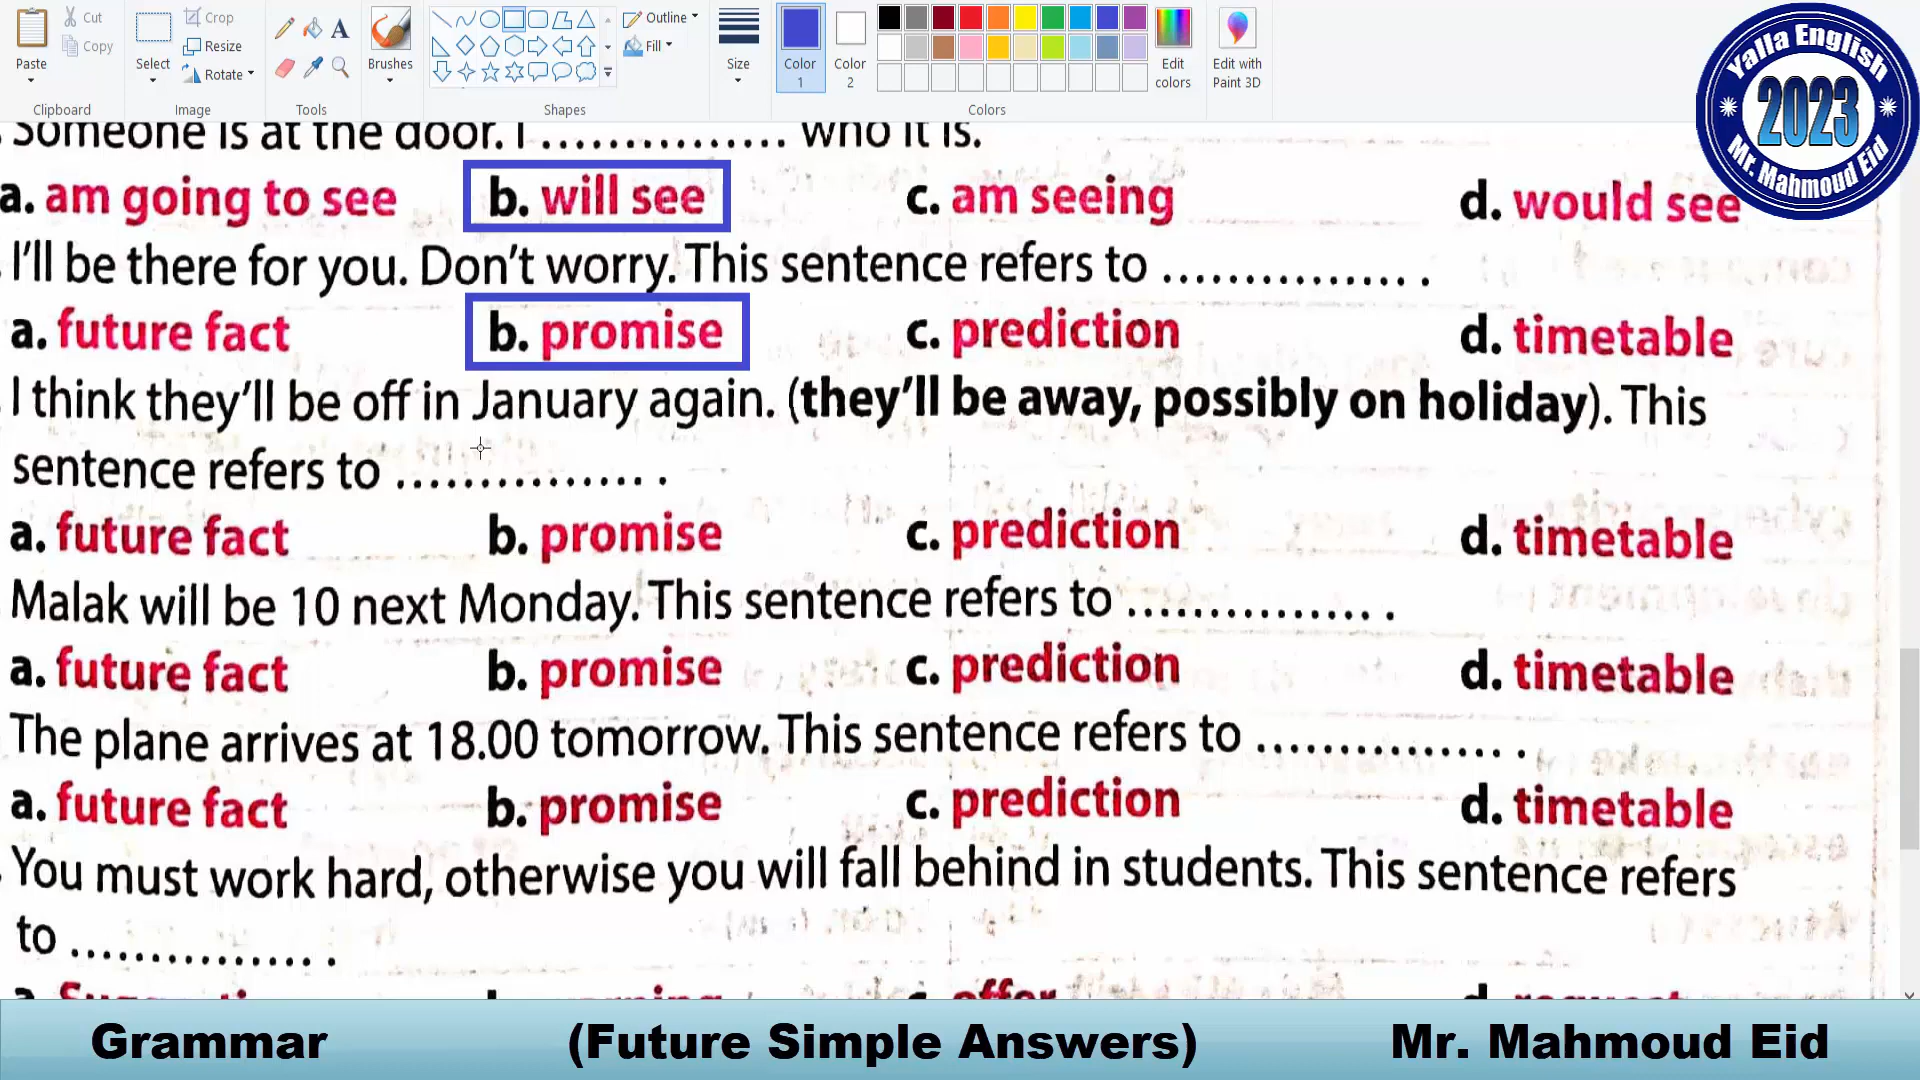 Paste
Cut
Copy
Clipboard
Select
Crop
Resize
Rotate
Image
A
Tools
Brushes
Outline
Fill
Shapes
Size
Color 1
Color 2
Edit colors
Colors
Edit with Paint 3D
Yalla English
2023
Mr. Mahmoud Eid
Someone is at the door. I ............... who it is.
a. am going to see b. will see c. am seeing d. would see
I'll be there for you. Don't worry. This sentence refers to ................
a. future fact b. promise c. prediction d. timetable
I think they'll be off in January again. (they'll be away, possibly on holiday). This
sentence refers to ................
a. future fact b. promise c. prediction d. timetable
Malak will be 10 next Monday. This sentence refers to ................
a. future fact b. promise c. prediction d. timetable
The plane arrives at 18.00 tomorrow. This sentence refers to ................
a. future fact b. promise c. prediction d. timetable
You must work hard, otherwise you will fall behind in students. This sentence refers
to ................
offer
Grammar (Future Simple Answers) Mr. Mahmoud Eid